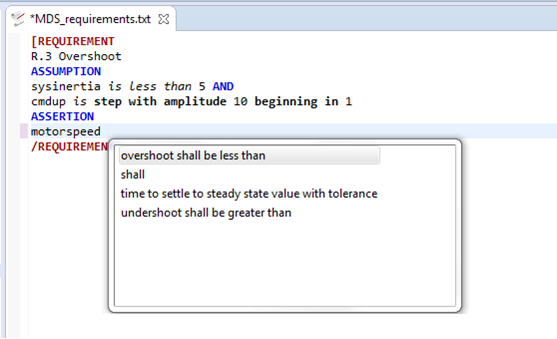 *MDS_requirements.txt
[REQUIREMENT
R.3 Overshoot
ASSUMPTION
sysinertia is less than 5 AND
cmdup is step with amplitude 10 beginning in 1
ASSERTION
motorspeed
/REQUIREMEN
overshoot shall be less than
shall
time to settle to steady state value with tolerance
undershoot shall be greater than